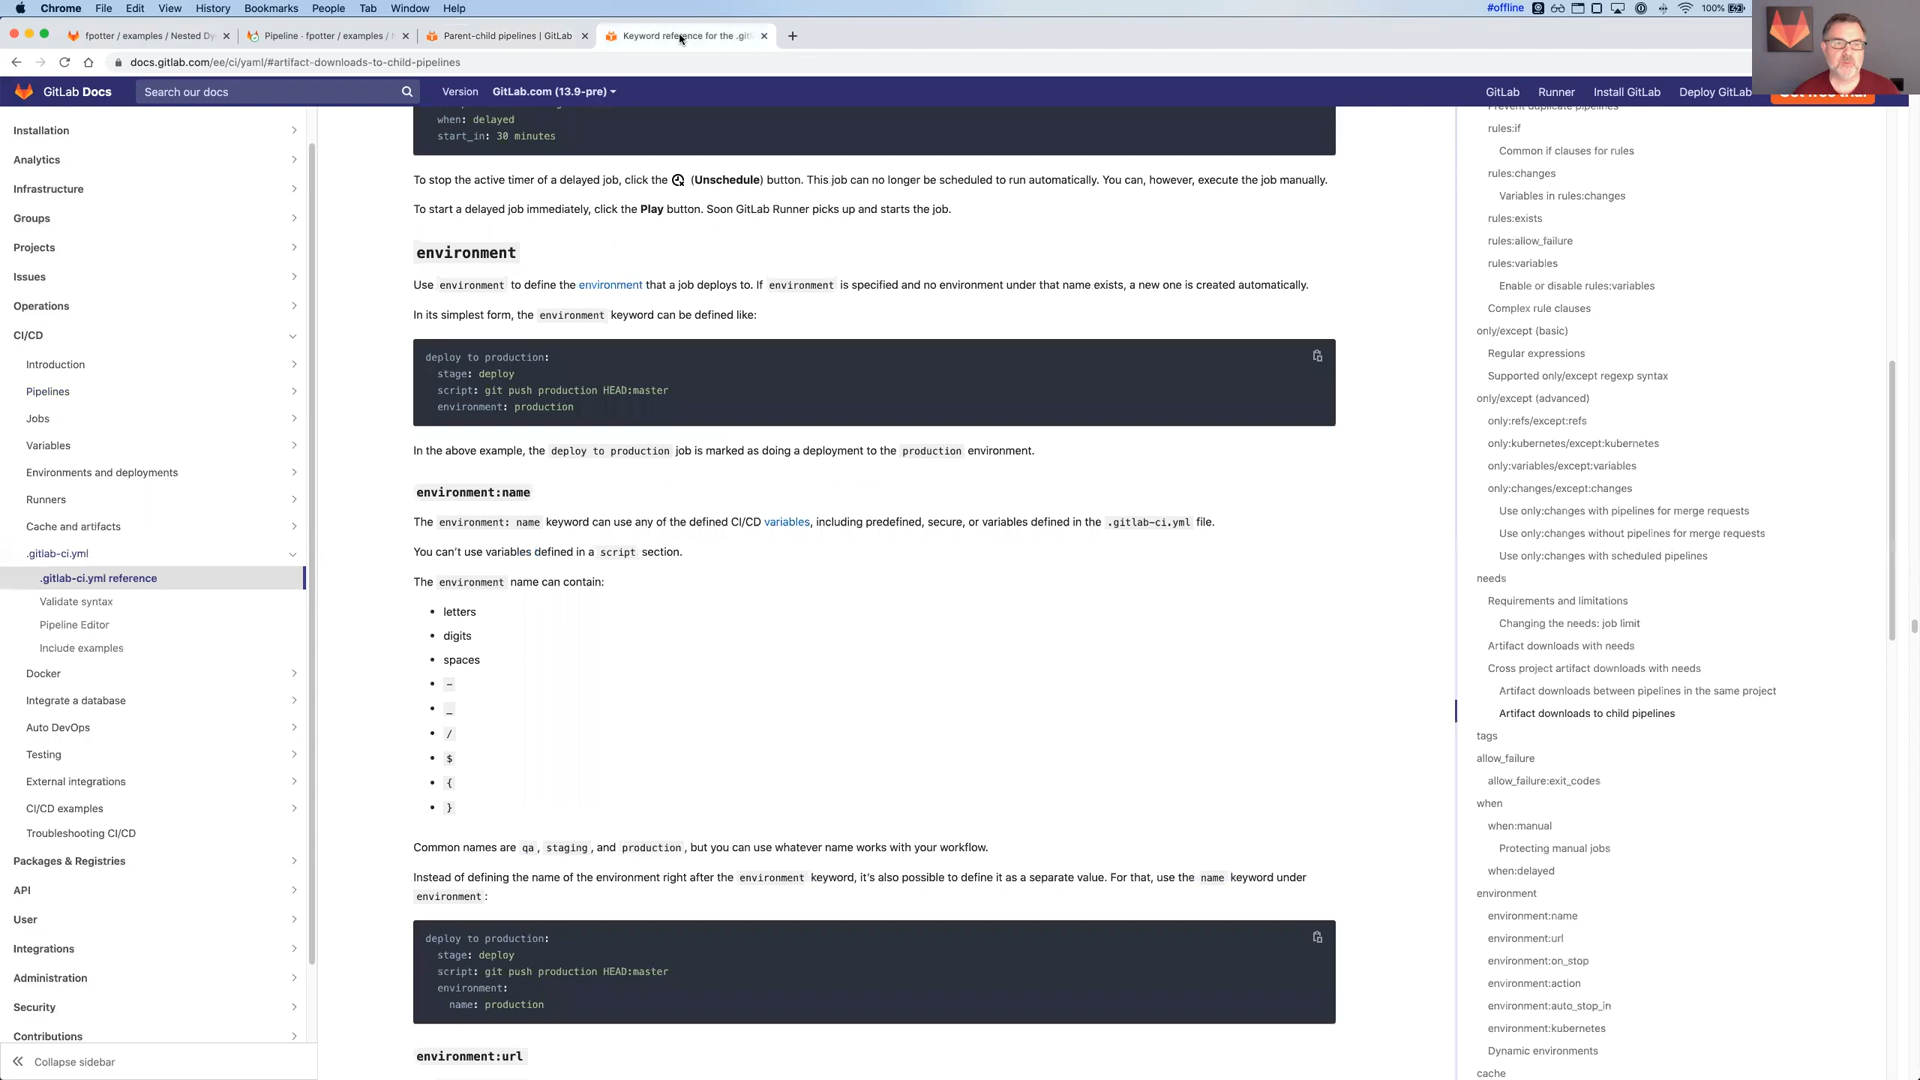 Chrome File Edit View History Bookmarks People Tab Window Help #offline 100%
fpotter / examples / Nested Dy Pipeline · fpotter / examples / N Parent-child pipelines | GitLab Keyword reference for the .gitl
docs.gitlab.com/ee/ci/yaml/#artifact-downloads-to-child-pipelines
GitLab Docs Search our docs Version GitLab.com (13.9-pre) GitLab Runner Install GitLab Deploy GitLab
Installation
Analytics
Infrastructure
Groups
Projects
Issues
Operations
CI/CD
Introduction
Pipelines
Jobs
Variables
Environments and deployments
Runners
Cache and artifacts
.gitlab-ci.yml
.gitlab-ci.yml reference
Validate syntax
Pipeline Editor
Include examples
Docker
Integrate a database
Auto DevOps
Testing
External integrations
CI/CD examples
Troubleshooting CI/CD
Packages & Registries
API
User
Integrations
Administration
Security
Contributions
Collapse sidebar
when: delayed
start_in: 30 minutes
To stop the active timer of a delayed job, click the (Unschedule) button. This job can no longer be scheduled to run automatically. You can, however, execute the job manually.
To start a delayed job immediately, click the Play button. Soon GitLab Runner picks up and starts the job.
environment
Use environment to define the environment that a job deploys to. If environment is specified and no environment under that name exists, a new one is created automatically.
In its simplest form, the environment keyword can be defined like:
deploy to production:
stage: deploy
script: git push production HEAD:master
environment: production
In the above example, the deploy to production job is marked as doing a deployment to the production environment.
environment:name
The environment: name keyword can use any of the defined CI/CD variables, including predefined, secure, or variables defined in the .gitlab-ci.yml file.
You can't use variables defined in a script section.
The environment name can contain:
• letters
• digits
• spaces
• -
• _
• /
• $
• {
• }
Common names are qa, staging, and production, but you can use whatever name works with your workflow.
Instead of defining the name of the environment right after the environment keyword, it's also possible to define it as a separate value. For that, use the name keyword under
environment:
deploy to production:
stage: deploy
script: git push production HEAD:master
environment:
name: production
environment:url
Prevent duplicate pipelines
rules:if
Common if clauses for rules
rules:changes
Variables in rules:changes
rules:exists
rules:allow_failure
rules:variables
Enable or disable rules:variables
Complex rule clauses
only/except (basic)
Regular expressions
Supported only/except regexp syntax
only/except (advanced)
only:refs/except:refs
only:kubernetes/except:kubernetes
only:variables/except:variables
only:changes/except:changes
Use only:changes with pipelines for merge requests
Use only:changes without pipelines for merge requests
Use only:changes with scheduled pipelines
needs
Requirements and limitations
Changing the needs: job limit
Artifact downloads with needs
Cross project artifact downloads with needs
Artifact downloads between pipelines in the same project
Artifact downloads to child pipelines
tags
allow_failure
allow_failure:exit_codes
when
when:manual
Protecting manual jobs
when:delayed
environment
environment:name
environment:url
environment:on_stop
environment:action
environment:auto_stop_in
environment:kubernetes
Dynamic environments
cache